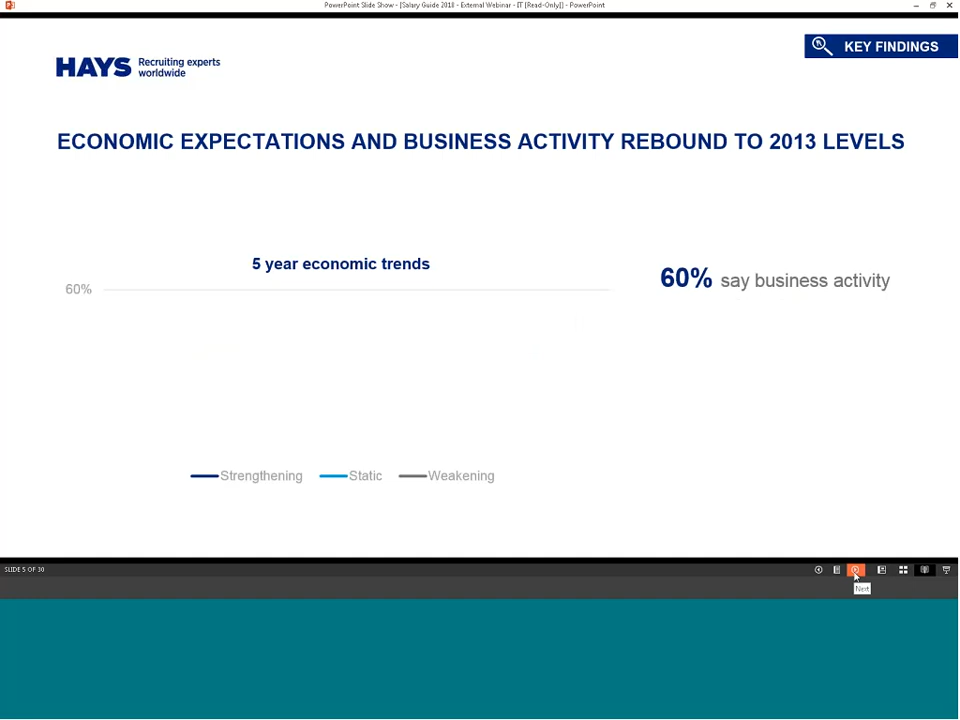 PowerPoint Slide Show - [Salary Guide 2018 - External Webinar - IT [Read-Only]] - PowerPoint
KEY FINDINGS
HAYS Recruiting experts
worldwide
ECONOMIC EXPECTATIONS AND BUSINESS ACTIVITY REBOUND TO 2013 LEVELS
5 year economic trends
60%
60% say business activity
Strengthening Static Weakening
SLIDE 5 OF 30
Next